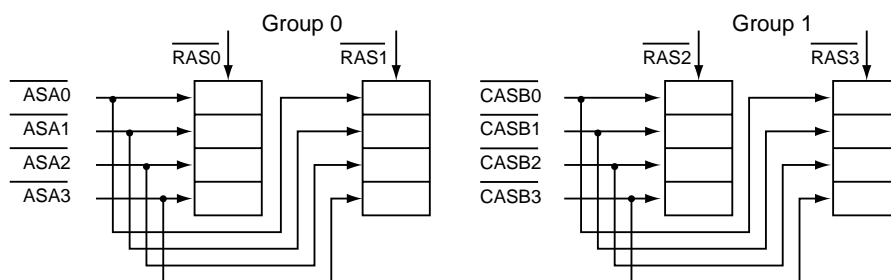 Group 0
Group 1
RAS0
RAS1
RAS2
RAS3
ASA0
CASB0
ASA1
CASB1
ASA2
CASB2
ASA3
CASB3